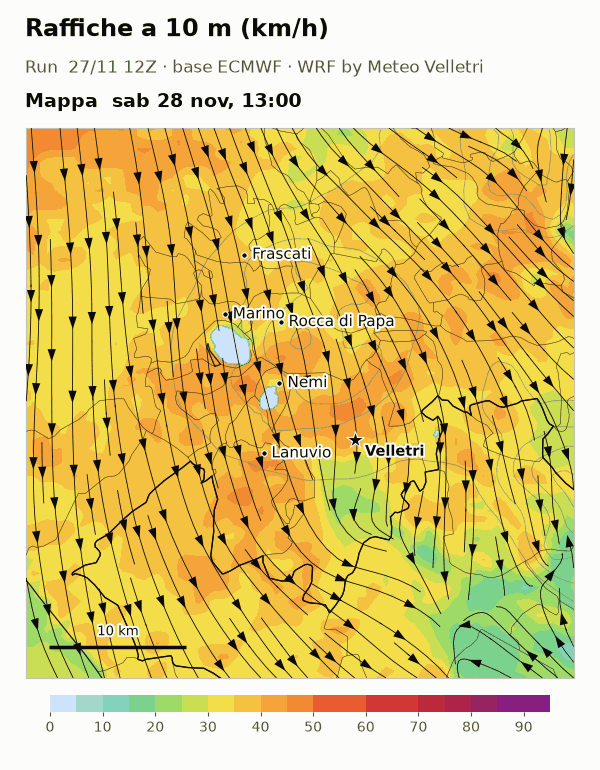 Raffiche a 10 m (km/h)
Run 27/11 12Z · base ECMWF · WRF by Meteo Velletri
Mappa sab 28 nov, 13:00
Frascati
Marino
Rocca di Papa
Nemi
Velletri
Lanuvio
10 km
0 10 20 30 40 50 60 70 80 90